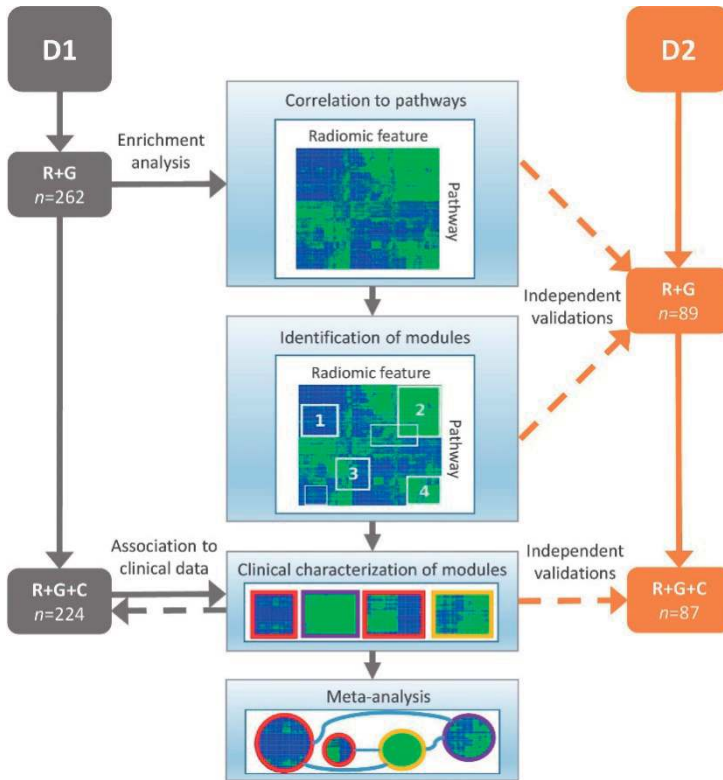 D1
D2
Correlation to pathways
Enrichment
analysis
Radiomic feature
Pathway
R+G
n=262
R+G
n=89
Independent
validations
Identification of modules
Radiomic feature
1
2
3
4
Pathway
Association to
clinical data
Clinical characterization of modules
Independent
validations
R+G+C
n=224
R+G+C
n=87
Meta-analysis